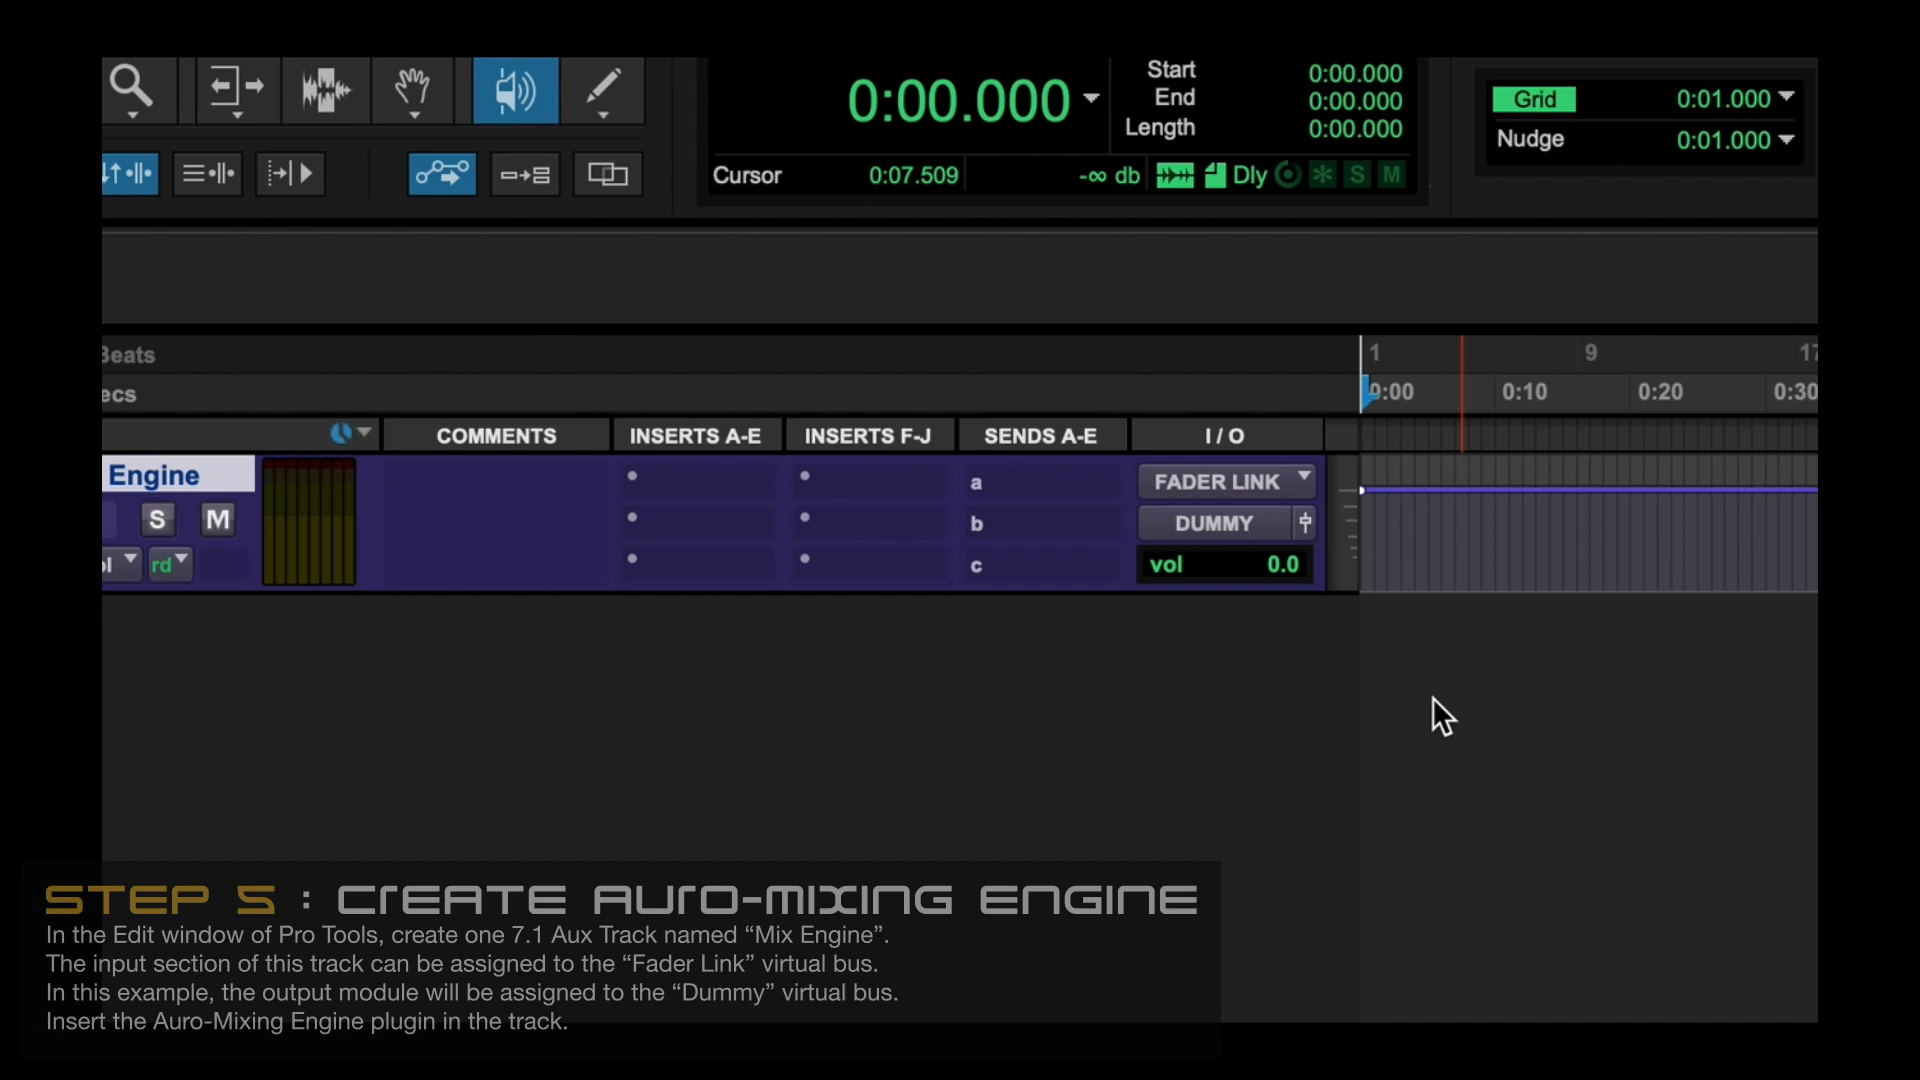 0:00.000
Start 0:00.000
End 0:00.000
Length 0:00.000
Grid 0:01.000
Nudge 0:01.000
Cursor 0:07.509 -∞ db Dly S M
Beats 1 9 17
ecs 0:00 0:10 0:20 0:30
COMMENTS INSERTS A-E INSERTS F-J SENDS A-E I / O
Engine a FADER LINK
S M b DUMMY
rd c vol 0.0
STEP 5 : CREATE AURO-MIXING ENGINE
In the Edit window of Pro Tools, create one 7.1 Aux Track named “Mix Engine”.
The input section of this track can be assigned to the “Fader Link” virtual bus.
In this example, the output module will be assigned to the “Dummy” virtual bus.
Insert the Auro-Mixing Engine plugin in the track.